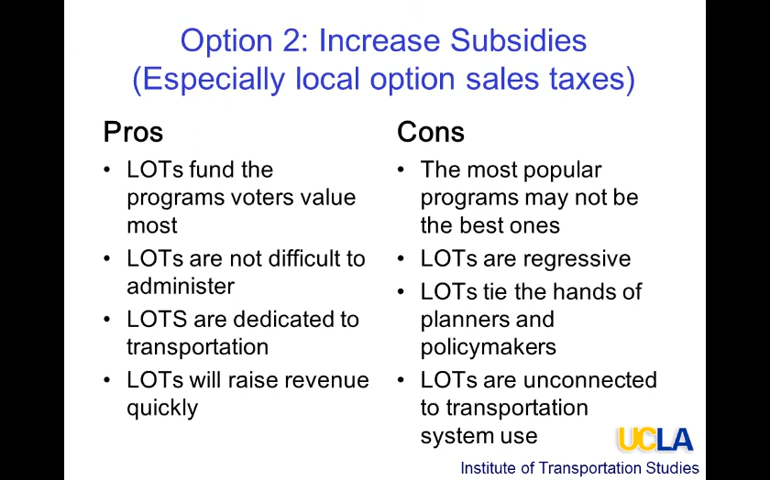 Option 2: Increase Subsidies
(Especially local option sales taxes)
Pros
• LOTs fund the
programs voters value
most
• LOTs are not difficult to
administer
• LOTS are dedicated to
transportation
• LOTs will raise revenue
quickly
Cons
• The most popular
programs may not be
the best ones
• LOTs are regressive
• LOTs tie the hands of
planners and
policymakers
• LOTs are unconnected
to transportation
system use
UCLA
Institute of Transportation Studies